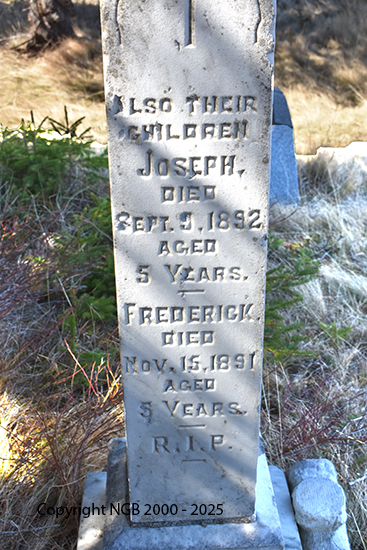 ALSO THEIR
CHILDREN
JOSEPH,
DIED
SEPT. 9, 1892
AGED
5 YEARS.
FREDERICK,
DIED
NOV. 15, 1891
AGED
5 YEARS.
R.I.P.
Copyright NGB 2000 - 2025